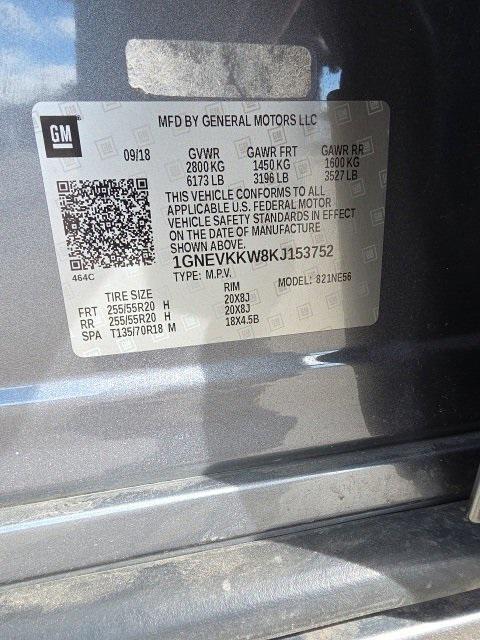 GM
MFD BY GENERAL MOTORS LLC
09/18 GVWR GAWR FRT GAWR RR
2800 KG 1450 KG 1600 KG
6173 LB 3196 LB 3527 LB
THIS VEHICLE CONFORMS TO ALL
APPLICABLE U.S. FEDERAL MOTOR
VEHICLE SAFETY STANDARDS IN EFFECT
ON THE DATE OF MANUFACTURE
SHOWN ABOVE.
464C
1GNEVKKW8KJ153752
TYPE: M.P.V. MODEL: 821NE56
TIRE SIZE RIM
FRT 255/55R20 H 20X8J
RR 255/55R20 H 20X8J
SPA T135/70R18 M 18X4.5B